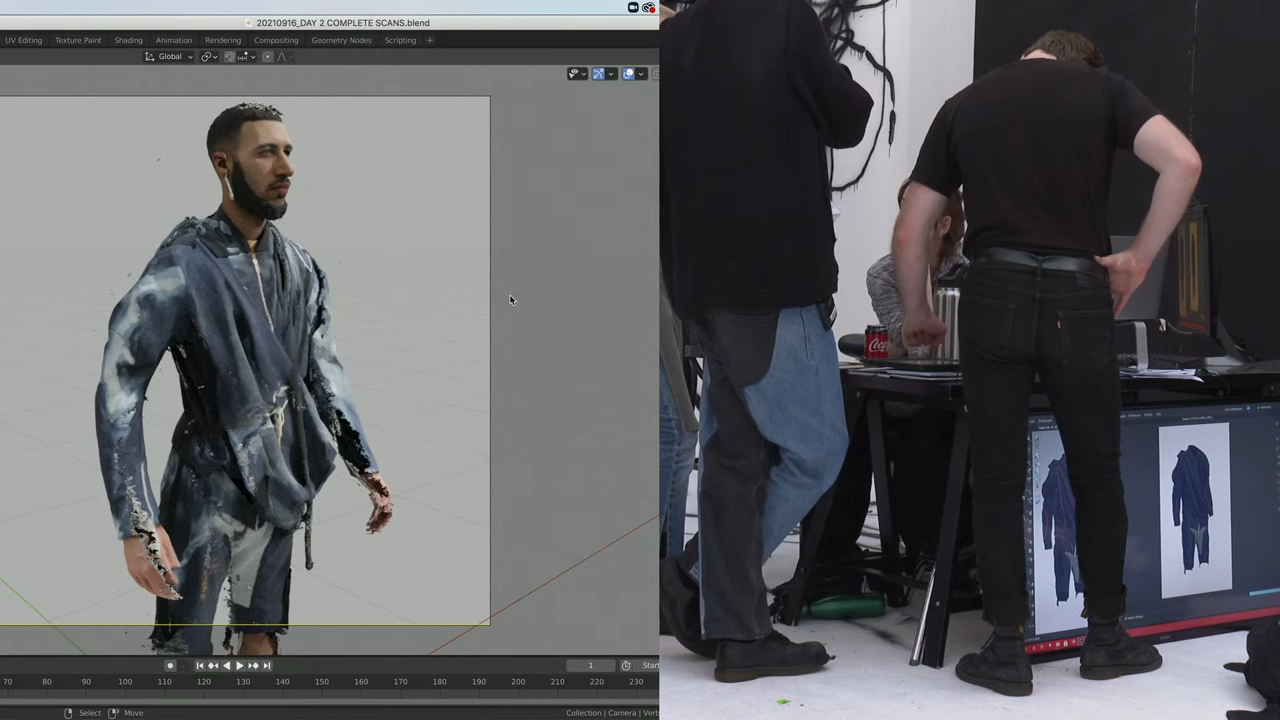 20210916_DAY 2 COMPLETE SCANS.blend
UV Editing Texture Paint Shading Animation Rendering Compositing Geometry Nodes Scripting +
Global
1 Start
70 80 90 100 110 120 130 140 150 160 170 180 190 200 210 220 230
Select Move Collection | Camera | Verts
Coca